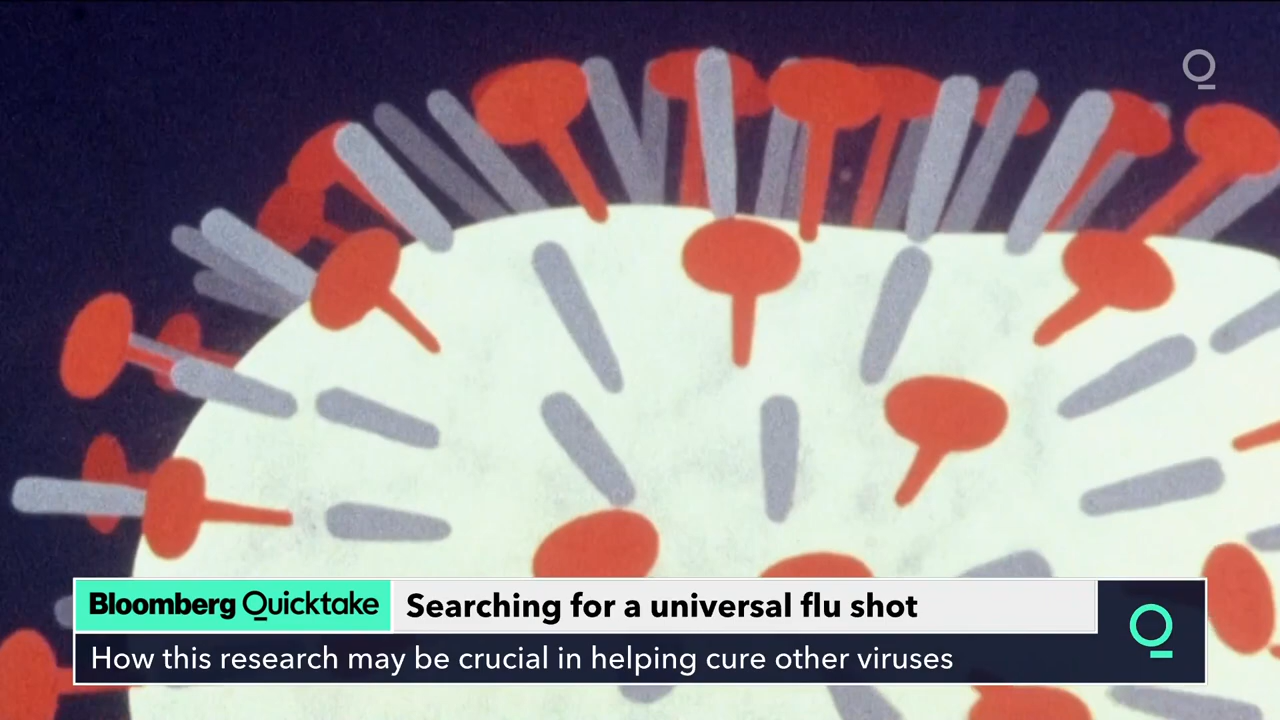 Bloomberg Quicktake
Searching for a universal flu shot
How this research may be crucial in helping cure other viruses